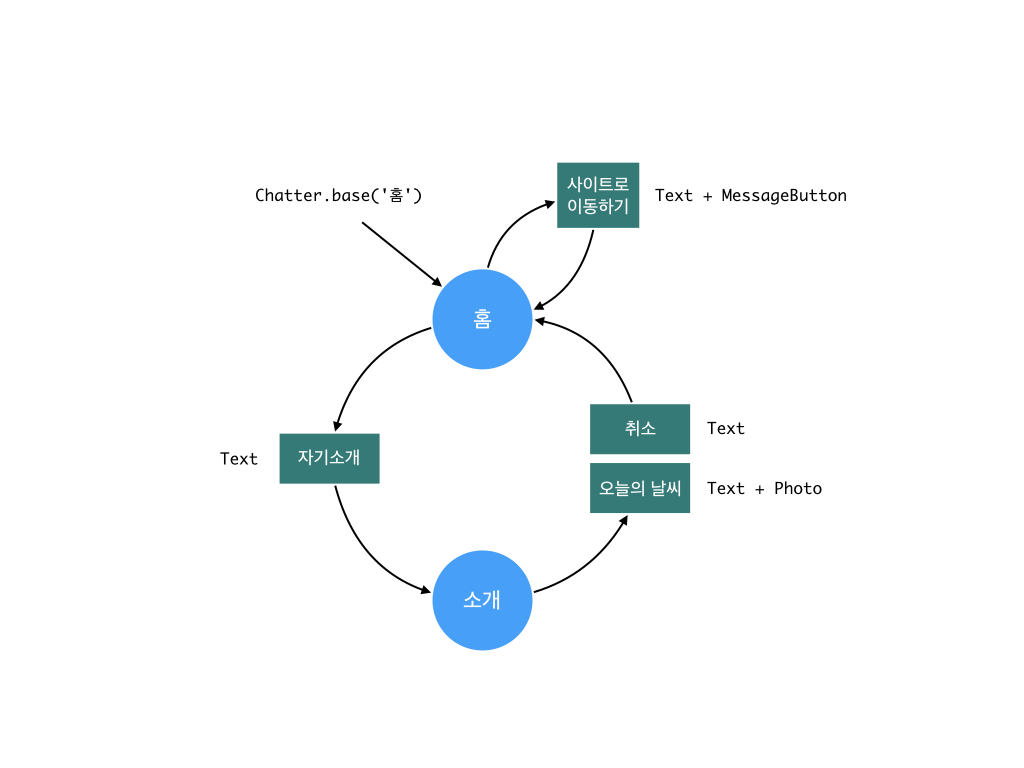 사이트로
이동하기
Chatter.base('홈')
Text + MessageButton
홈
취소
Text
Text
자기소개
오늘의 날씨
Text + Photo
소개